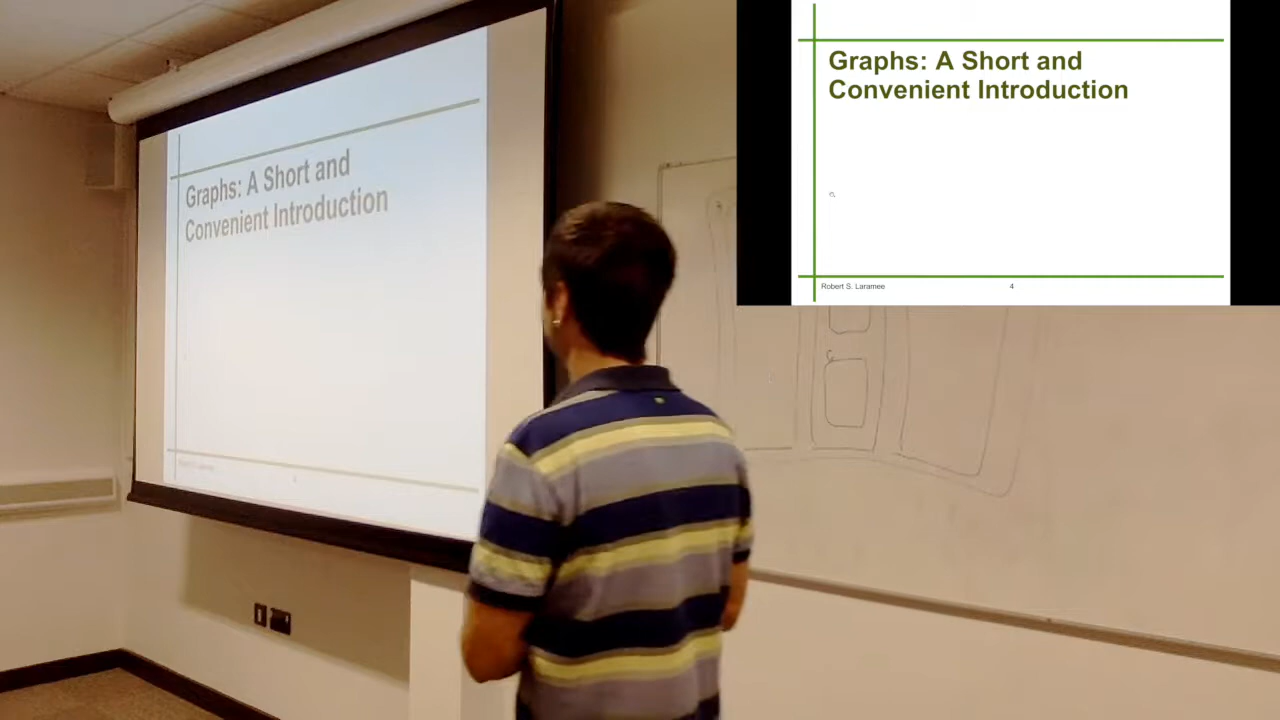 Graphs: A Short and
Convenient Introduction
Graphs: A Short and
Convenient Introduction
Robert S. Laramee
4